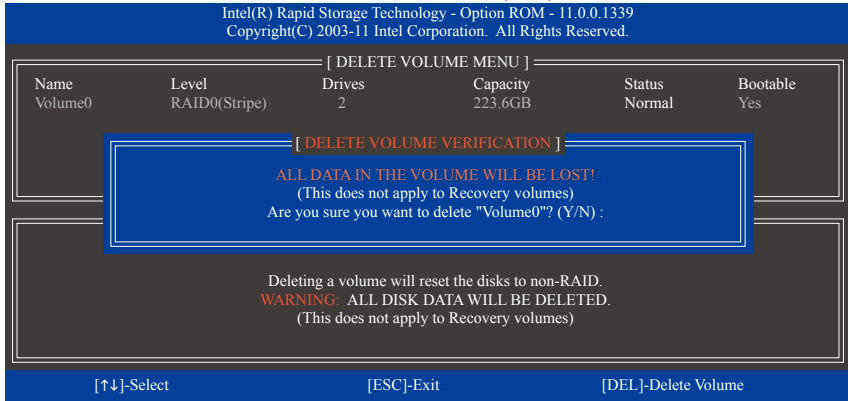 Intel(R) Rapid Storage Technology - Option ROM - 11.0.0.1339
Copyright(C) 2003-11 Intel Corporation. All Rights Reserved.
[ DELETE VOLUME MENU ]
Name Level Drives Capacity Status Bootable
Volume0 RAID0(Stripe) 2 223.6GB Normal Yes
[ DELETE VOLUME VERIFICATION ]
ALL DATA IN THE VOLUME WILL BE LOST!
(This does not apply to Recovery volumes)
Are you sure you want to delete "Volume0"? (Y/N) :
Deleting a volume will reset the disks to non-RAID.
WARNING: ALL DISK DATA WILL BE DELETED.
(This does not apply to Recovery volumes)
[↑↓]-Select [ESC]-Exit [DEL]-Delete Volume